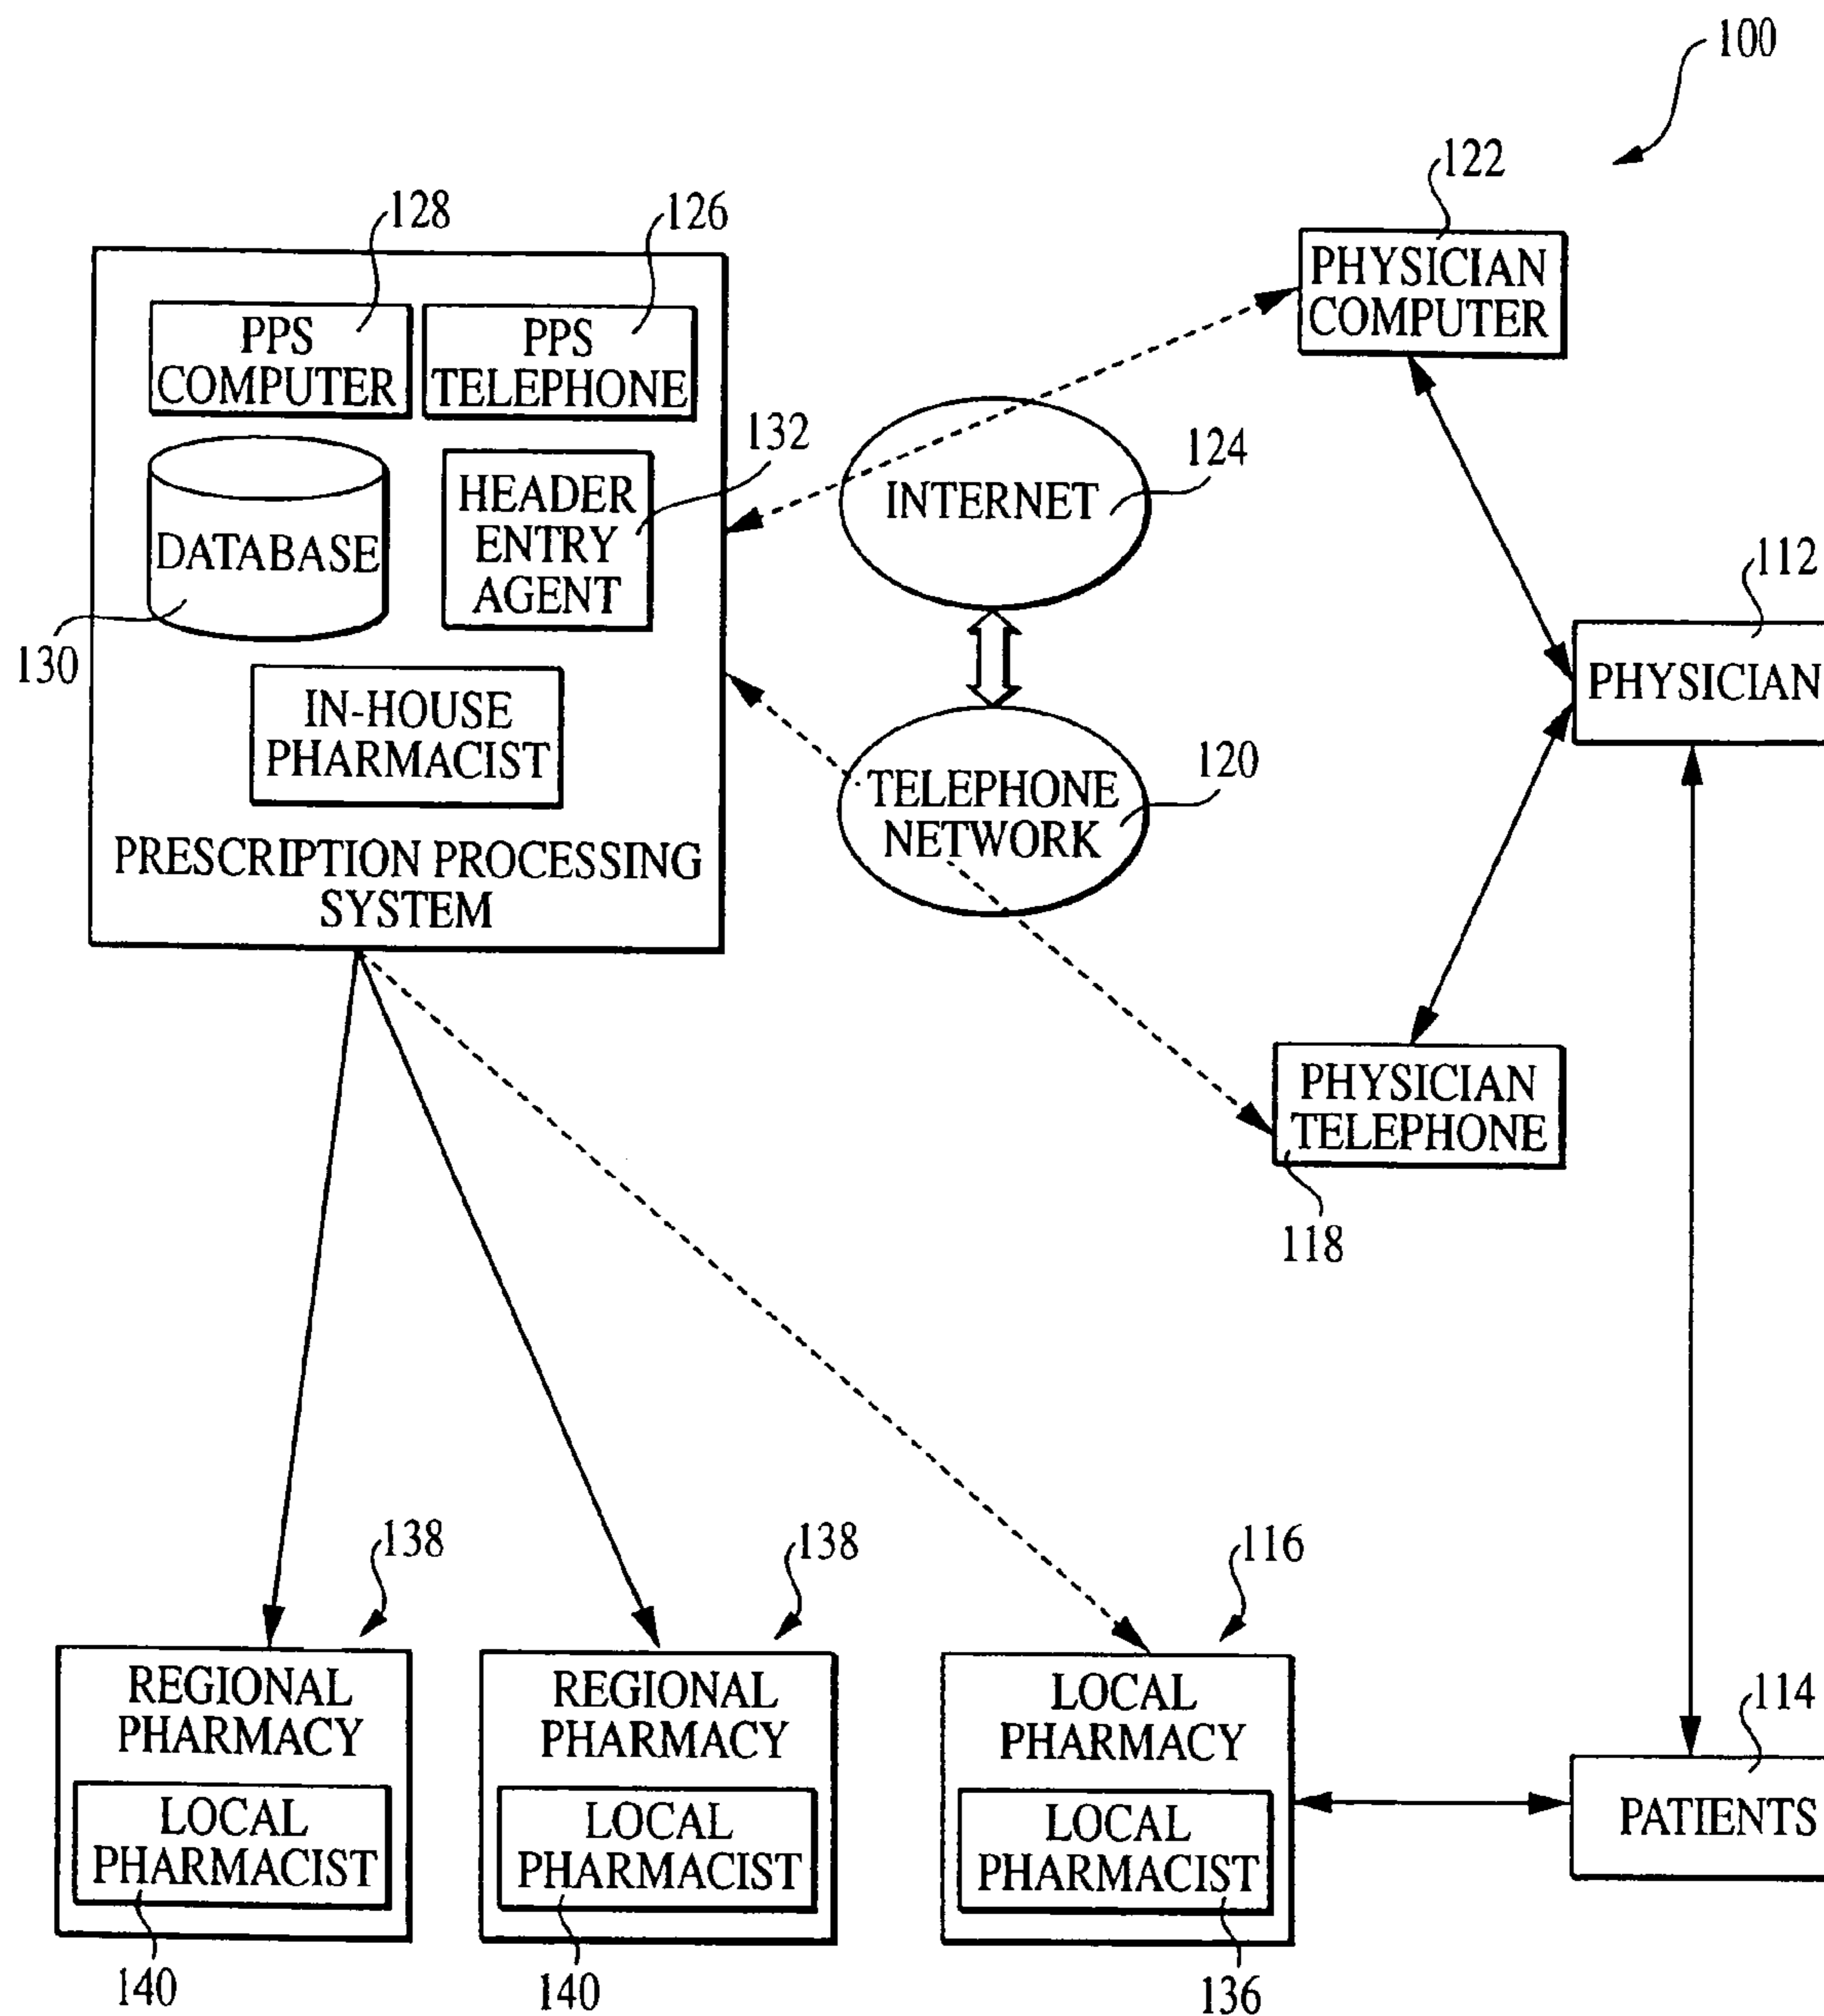 100
122
PHYSICIAN
COMPUTER
128
126
PPS
COMPUTER
PPS
TELEPHONE
132
DATABASE
HEADER
ENTRY
AGENT
130
IN-HOUSE
PHARMACIST
PRESCRIPTION PROCESSING
SYSTEM
INTERNET
124
TELEPHONE
NETWORK
120
112
PHYSICIAN
PHYSICIAN
TELEPHONE
118
138
REGIONAL
PHARMACY
LOCAL
PHARMACIST
140
138
REGIONAL
PHARMACY
LOCAL
PHARMACIST
140
116
LOCAL
PHARMACY
LOCAL
PHARMACIST
136
114
PATIENTS